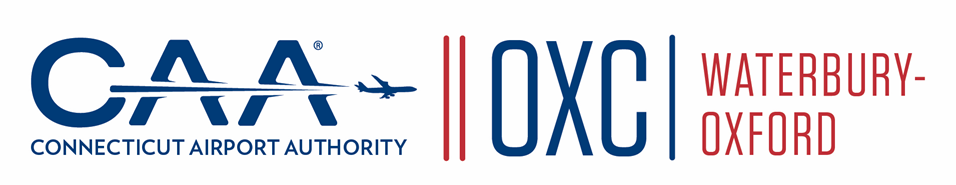 CAA®
CONNECTICUT AIRPORT AUTHORITY
OXC
WATERBURY-
OXFORD